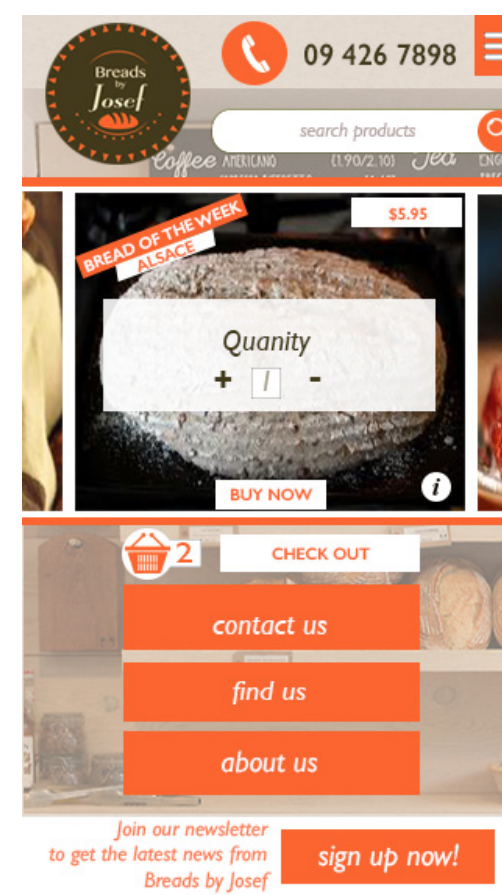 Breads
by
Josef
09 426 7898
search products
Coffee AMERICANO (1.90/2.10) Tea
BREAD OF THE WEEK
ALSACE
$5.95
Quanity
+ 1 -
BUY NOW
i
2
CHECK OUT
contact us
find us
about us
Join our newsletter
to get the latest news from
Breads by Josef
sign up now!